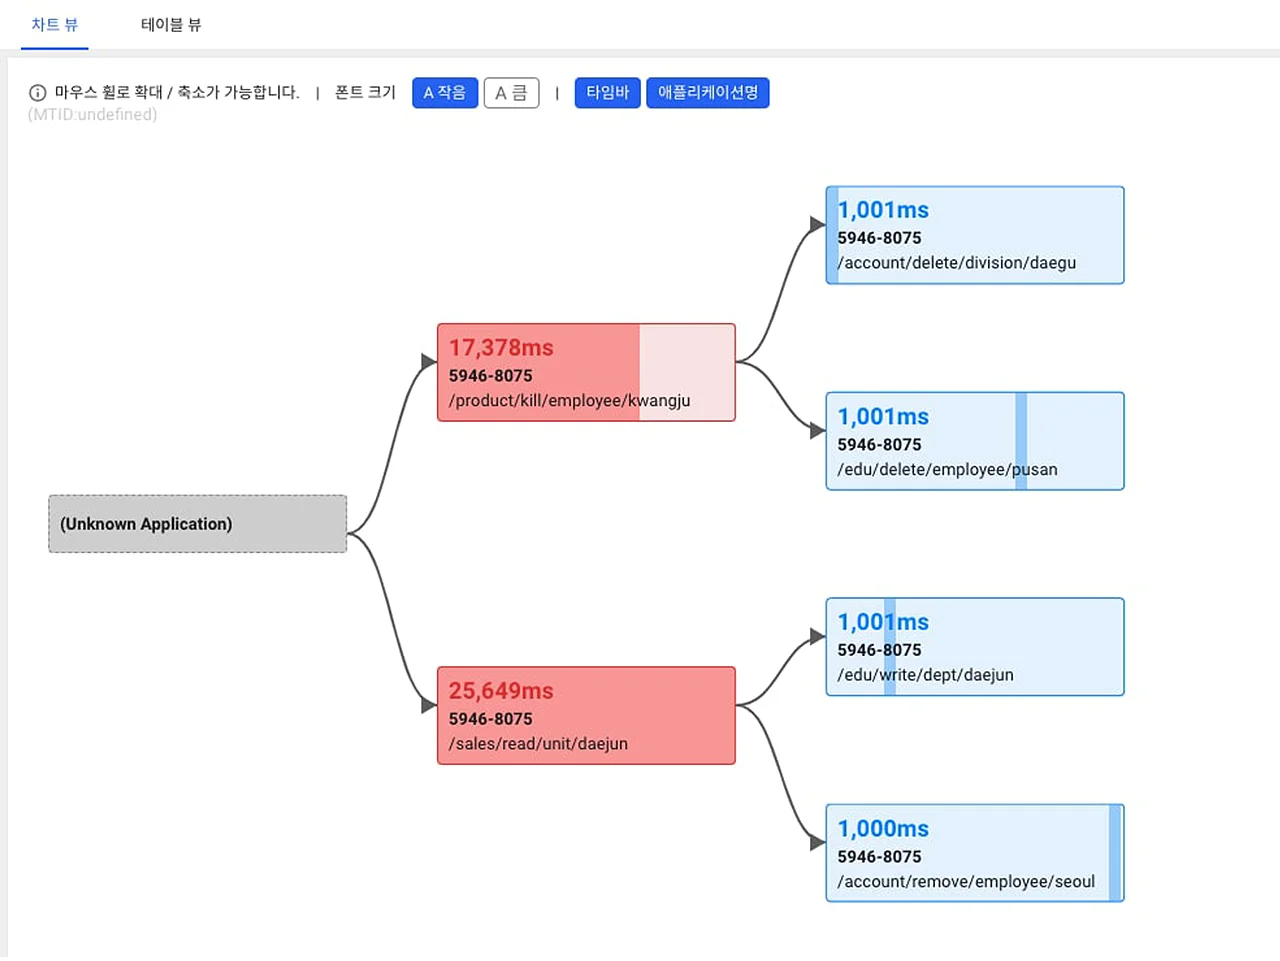 차트 뷰
테이블 뷰
마우스 휠로 확대 / 축소가 가능합니다. | 폰트 크기 A 작음 A 큼 | 타임바 애플리케이션명
(MTID:undefined)
1,001ms
5946-8075
/account/delete/division/daegu
17,378ms
5946-8075
/product/kill/employee/kwangju
1,001ms
5946-8075
/edu/delete/employee/pusan
(Unknown Application)
1,001ms
5946-8075
/edu/write/dept/daejun
25,649ms
5946-8075
/sales/read/unit/daejun
1,000ms
5946-8075
/account/remove/employee/seoul